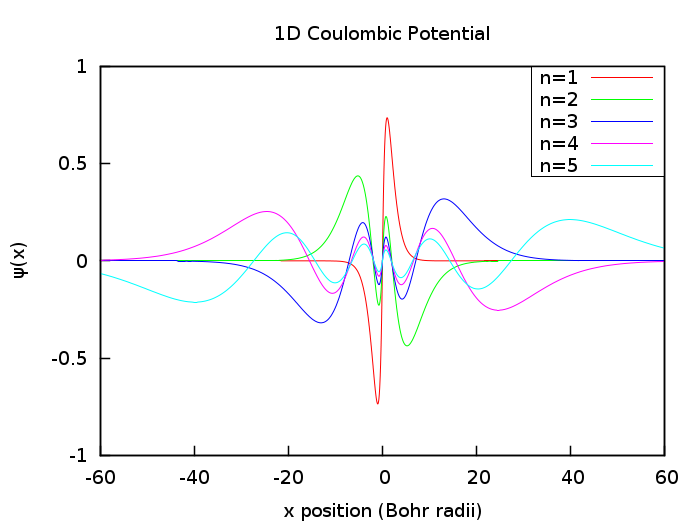 1D Coulombic Potential
1
0.5
0
-0.5
-1
ψ(x)
n=1
n=2
n=3
n=4
n=5
-60 -40 -20 0 20 40 60
x position (Bohr radii)